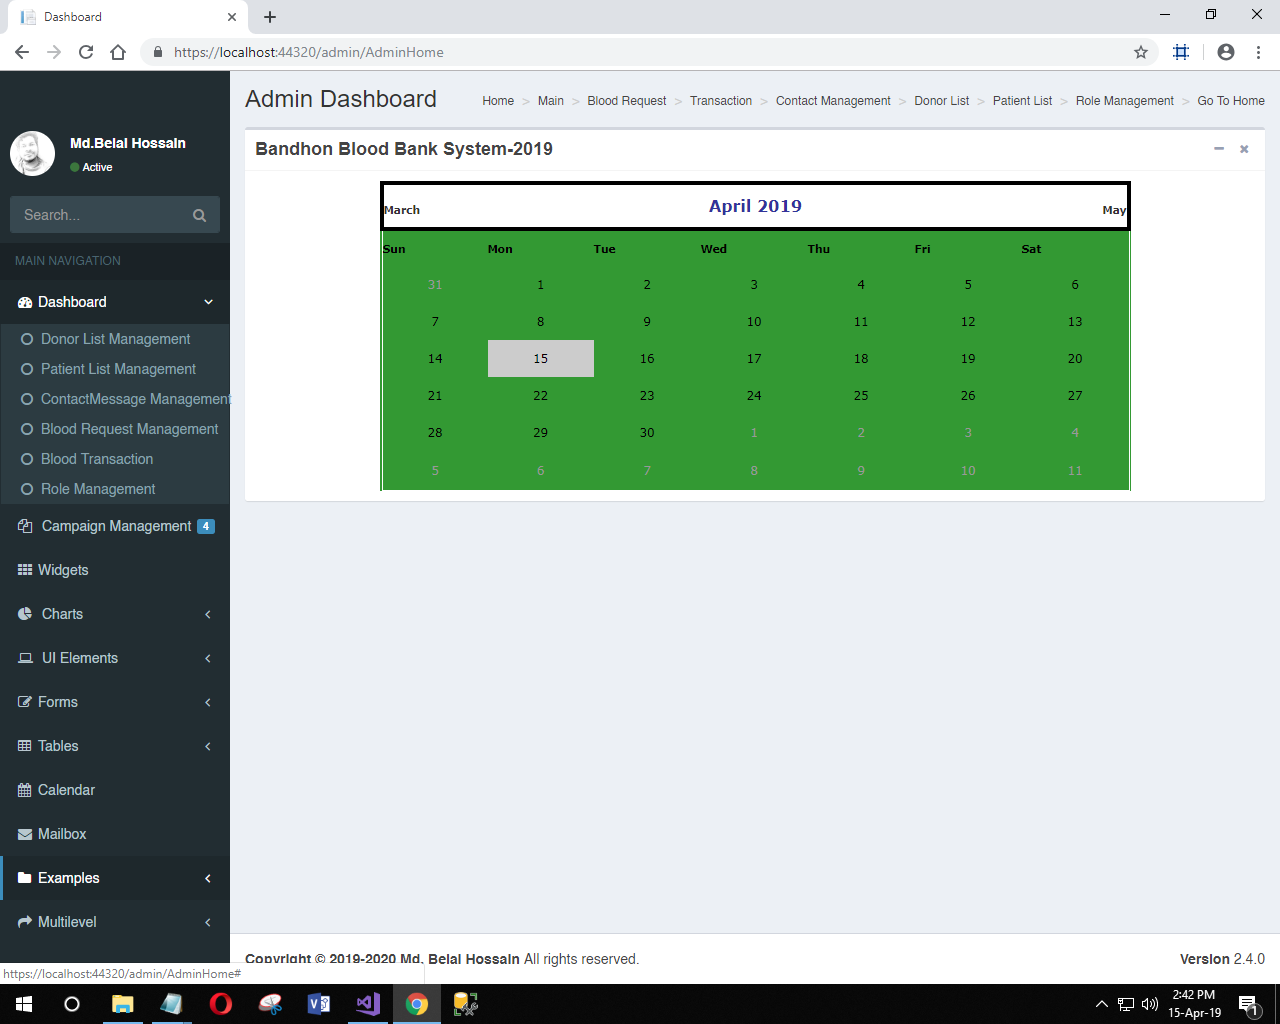 Dashboard
https://localhost:44320/admin/AdminHome
Md.Belal Hossain
Active
Search...
MAIN NAVIGATION
Dashboard
Donor List Management
Patient List Management
ContactMessage Management
Blood Request Management
Blood Transaction
Role Management
Campaign Management 4
Widgets
Charts
UI Elements
Forms
Tables
Calendar
Mailbox
Examples
Multilevel
Admin Dashboard
Home > Main > Blood Request > Transaction > Contact Management > Donor List > Patient List > Role Management > Go To Home
Bandhon Blood Bank System-2019
March April 2019 May
Sun Mon Tue Wed Thu Fri Sat
31 1 2 3 4 5 6
7 8 9 10 11 12 13
14 15 16 17 18 19 20
21 22 23 24 25 26 27
28 29 30 1 2 3 4
5 6 7 8 9 10 11
Copyright © 2019-2020 Md. Belal Hossain All rights reserved.
Version 2.4.0
https://localhost:44320/admin/AdminHome#
2:42 PM
15-Apr-19
1